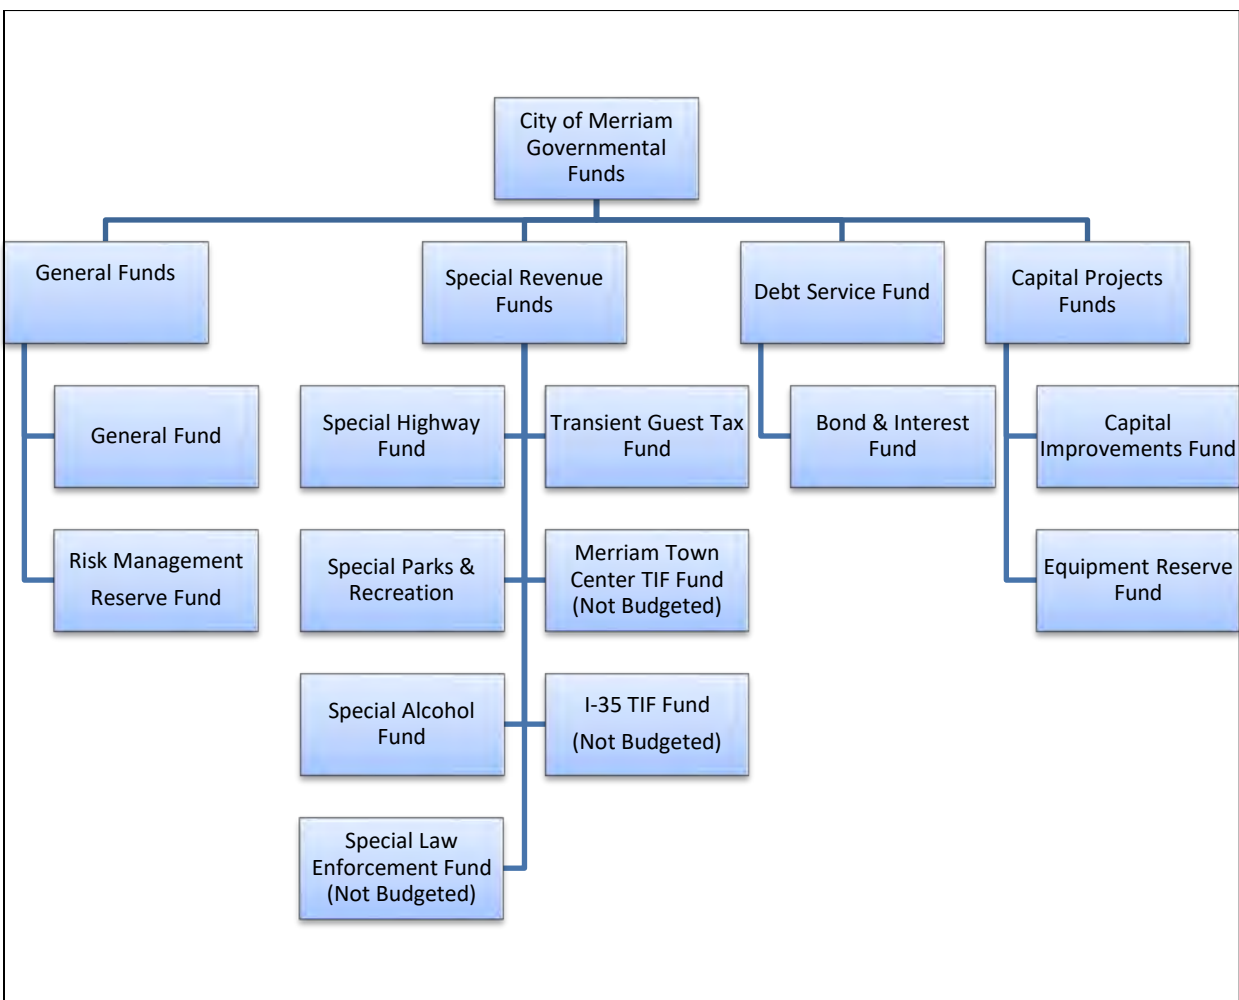 City of Merriam
Governmental
Funds
General Funds
Special Revenue
Funds
Debt Service Fund
Capital Projects
Funds
General Fund
Risk Management
Reserve Fund
Special Highway
Fund
Transient Guest Tax
Fund
Special Parks &
Recreation
Merriam Town
Center TIF Fund
(Not Budgeted)
Special Alcohol
Fund
I-35 TIF Fund
(Not Budgeted)
Special Law
Enforcement Fund
(Not Budgeted)
Bond & Interest
Fund
Capital
Improvements Fund
Equipment Reserve
Fund